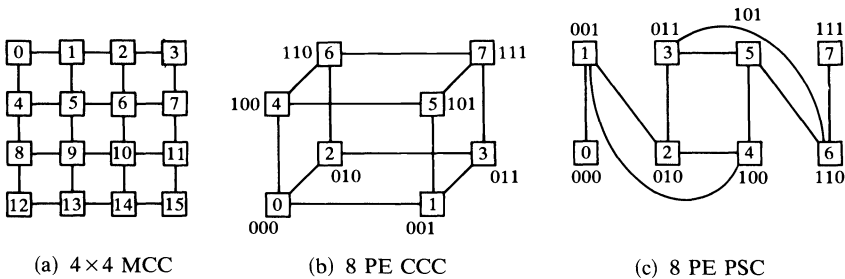 0 1 2 3
4 5 6 7
8 9 10 11
12 13 14 15
(a) 4×4 MCC
110 6 7 111
100 4 5 101
2 3
010 011
0 1
000 001
(b) 8 PE CCC
101
001 011 111
1 3 5 7
0 2 4 6
000 010 100 110
(c) 8 PE PSC